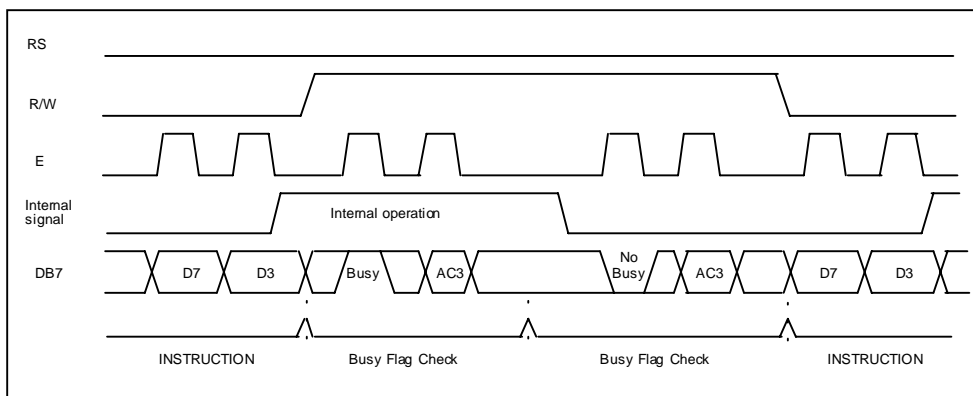 RS
R/W
E
Internal
signal
Internal operation
DB7
D7
D3
Busy
AC3
No
Busy
AC3
D7
D3
INSTRUCTION
Busy Flag Check
Busy Flag Check
INSTRUCTION